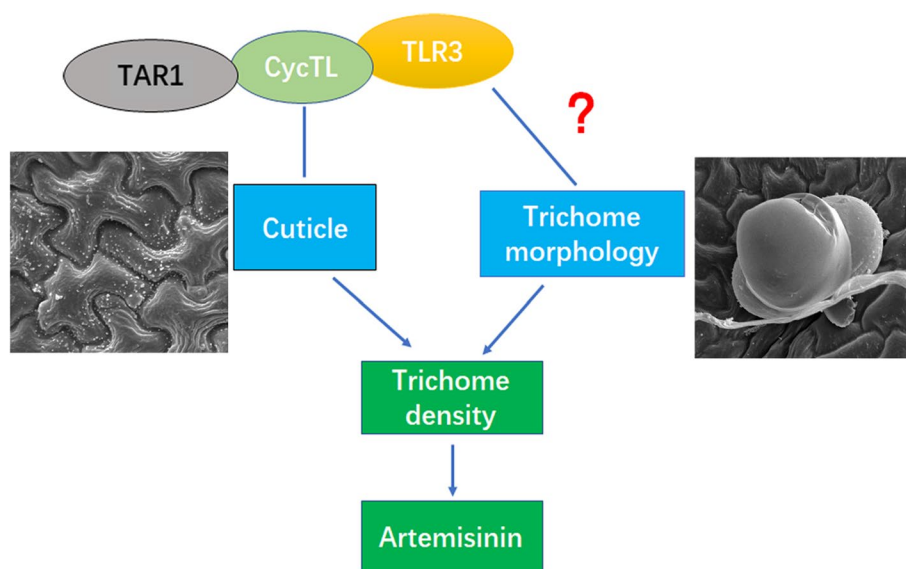 TAR1
CycTL
TLR3
?
Cuticle
Trichome
morphology
Trichome
density
Artemisinin